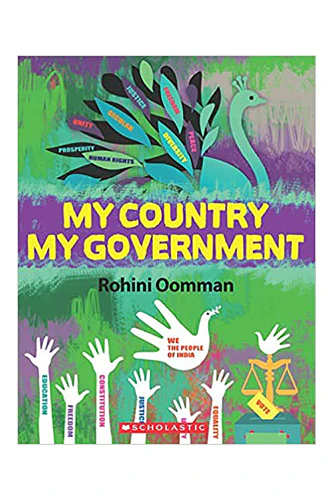 JUSTICE
FREEDOM
SECULAR
UNITY
PEACE
DIVERSITY
PROSPERITY
HUMAN RIGHTS
MY COUNTRY
MY GOVERNMENT
Rohini Oomman
WE
THE PEOPLE
OF INDIA
EDUCATION
FREEDOM
CONSTITUTION
JUSTICE
EQUALITY
VOTE
SCHOLASTIC